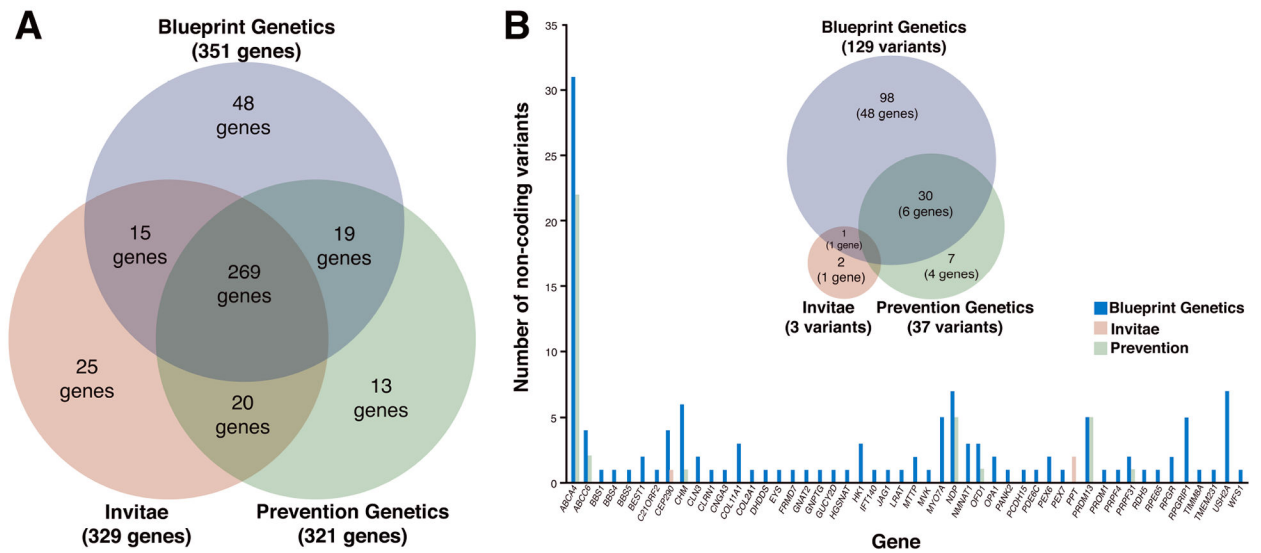 A
Blueprint Genetics
(351 genes)
48
genes
15
genes
19
genes
269
genes
25
genes
20
genes
13
genes
Invitae
(329 genes)
Prevention Genetics
(321 genes)
B
Number of non-coding variants
35
30
25
20
15
10
5
0
Blueprint Genetics
(129 variants)
98
(48 genes)
30
(6 genes)
1
(1 gene)
2
(1 gene)
7
(4 genes)
Invitae
(3 variants)
Prevention Genetics
(37 variants)
Blueprint Genetics
Invitae
Prevention
ABCA4
ABCC6
BBS1
BBS4
BBS5
BEST1
C21ORF2
CEP290
CHM
CLN3
CLRN1
CNGA3
COL11A1
COL2A1
DHDDS
EYS
FRMD7
GNAT2
GNPTG
GUCY2D
HGSNAT
HK1
IFT140
JAG1
LRAT
MTTP
MVK
MYO7A
NDP
NMNAT1
OFD1
OPA1
PANK2
PCDH15
PDE6C
PEX6
PEX7
PPT
PRDM13
PROM1
PRPF4
PRPF31
RDH5
RPE65
RPGR
RPGRIP1
TIMM8A
TMEM231
USH2A
WFS1
Gene